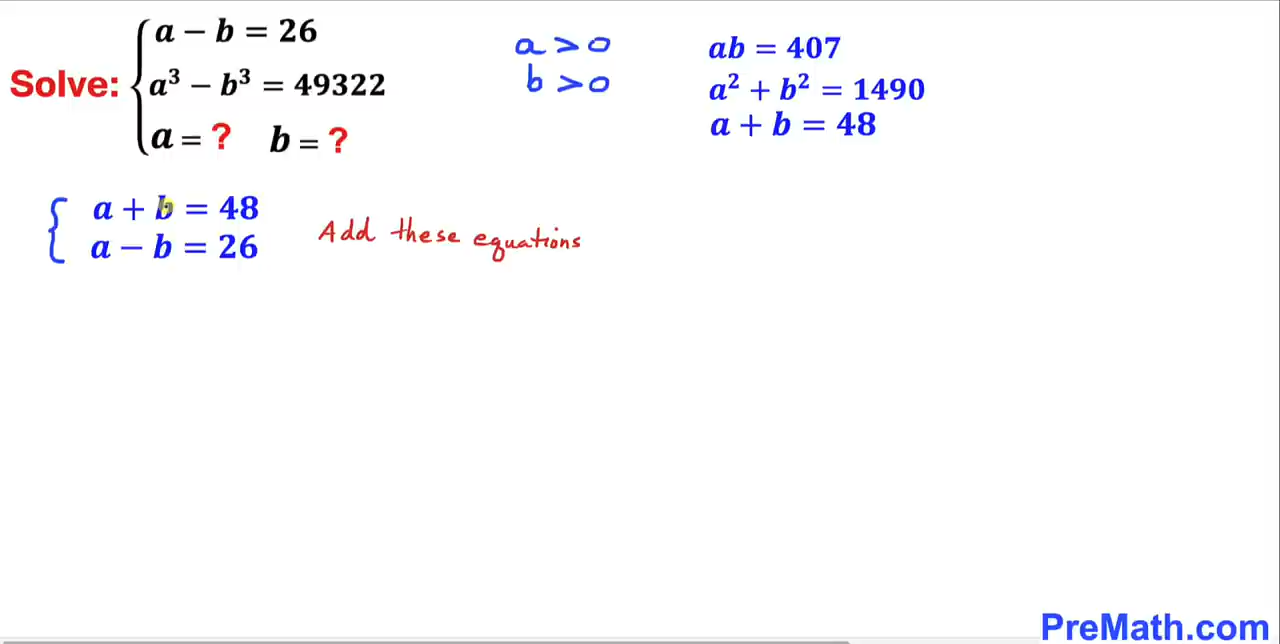 a − b = 26
Solve: a³ − b³ = 49322
a = ? b = ?
a > 0
b > 0
ab = 407
a² + b² = 1490
a + b = 48
a + b = 48
a − b = 26
Add these equations
PreMath.com